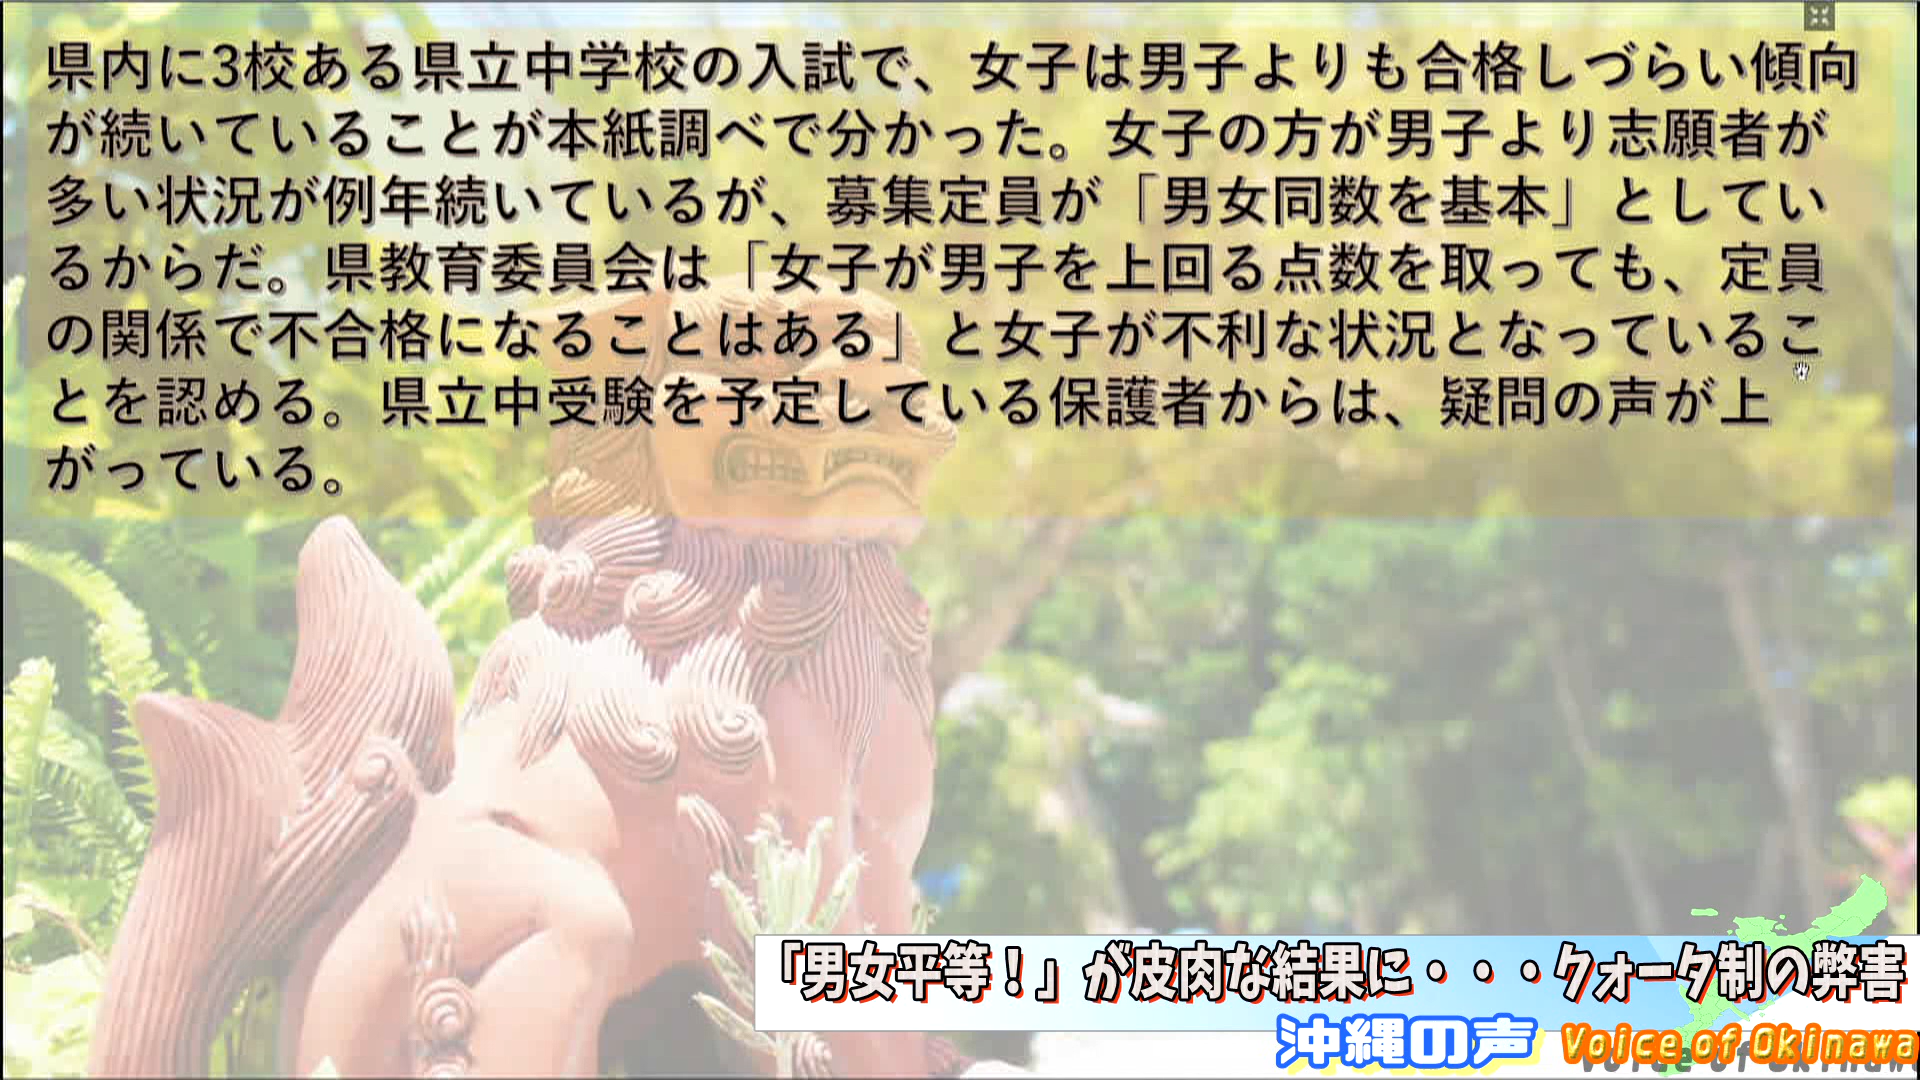 県内に3校ある県立中学校の入試で、女子は男子よりも合格しづらい傾向
が続いていることが本紙調べで分かった。女子の方が男子より志願者が
多い状況が例年続いているが、募集定員が「男女同数を基本」としてい
るからだ。県教育委員会は「女子が男子を上回る点数を取っても、定員
の関係で不合格になることはある」と女子が不利な状況となっているこ
とを認める。県立中受験を予定している保護者からは、疑問の声が上
がっている。
「男女平等！」が皮肉な結果に・・・クォータ制の弊害
沖縄の声 Voice of Okinawa